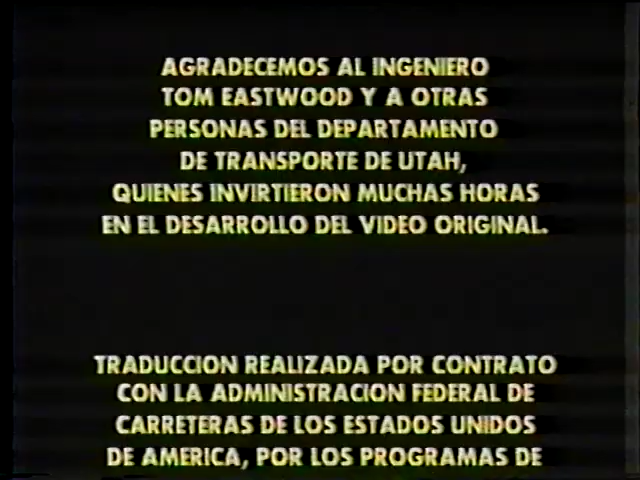 AGRADECEMOS AL INGENIERO
TOM EASTWOOD Y A OTRAS
PERSONAS DEL DEPARTAMENTO
DE TRANSPORTE DE UTAH,
QUIENES INVIRTIERON MUCHAS HORAS
EN EL DESARROLLO DEL VIDEO ORIGINAL.
TRADUCCION REALIZADA POR CONTRATO
CON LA ADMINISTRACION FEDERAL DE
CARRETERAS DE LOS ESTADOS UNIDOS
DE AMERICA, POR LOS PROGRAMAS DE